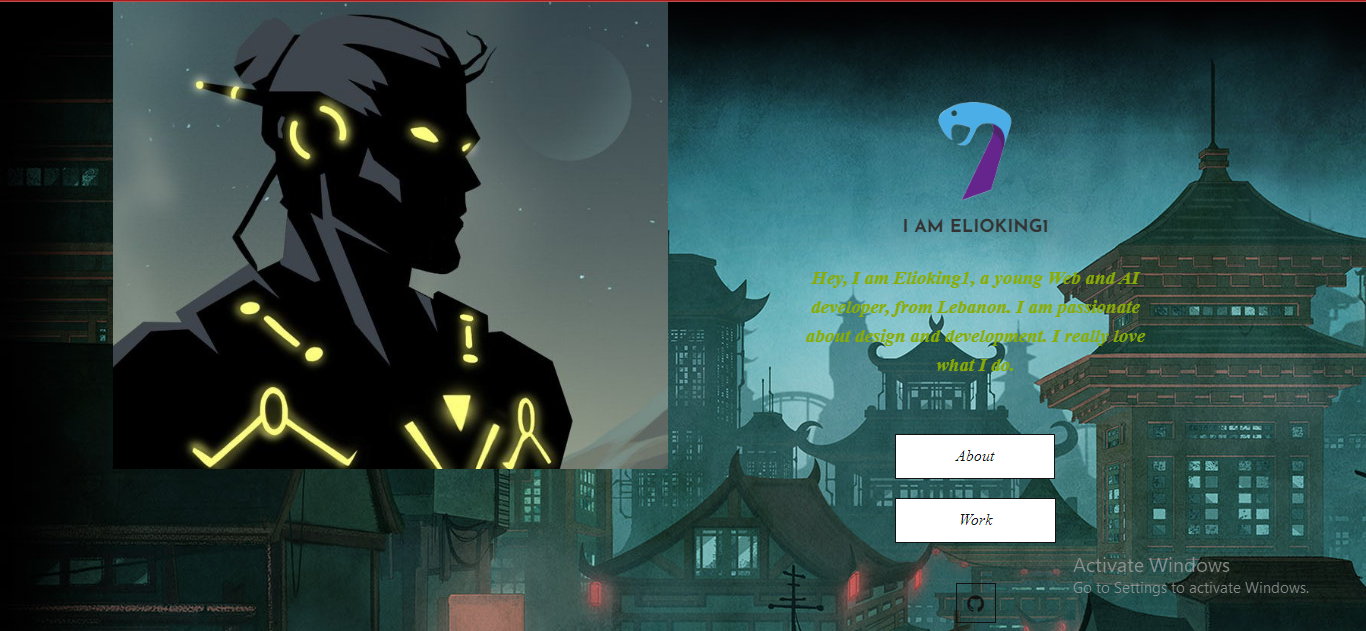 I AM ELIOKING1
Hey, I am Elioking1, a young Web and AI
developer, from Lebanon. I am passionate
about design and development. I really love
what I do.
About
Work
Activate Windows
Go to Settings to activate Windows.